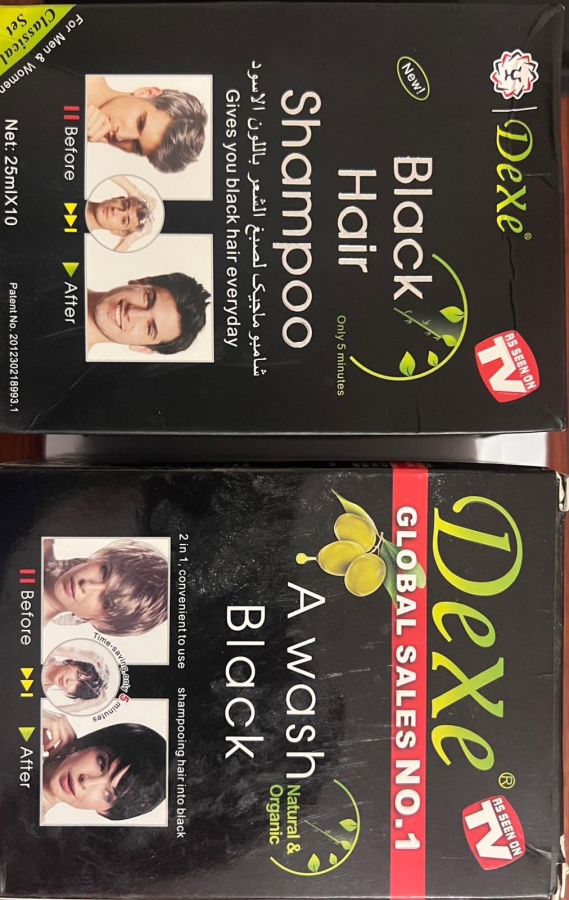 For Men & Women
Classical
Set
DeXe®
New!
AS SEEN ON
TV
Black
Hair
Shampoo
Only 5 minutes
شامبو ماجيك لصبغ الشعر باللون الاسود
Gives you black hair everyday
Before
After
Net: 25mlX10
Patent No. 201230218993.1
DeXe®
AS SEEN ON
TV
GLOBAL SALES NO.1
A wash
Black
Natural &
Organic
2 in 1, convenient to use shampooing hair into black
Time-saving,only 5 minutes
Before
After